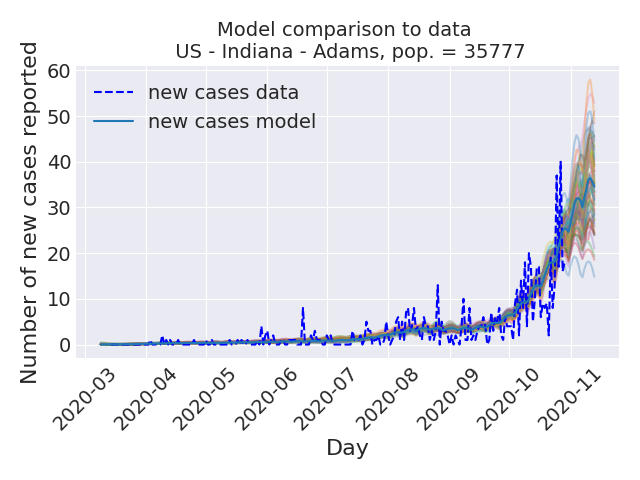 Model comparison to data
US - Indiana - Adams, pop. = 35777
Number of new cases reported
60
50
40
30
20
10
0
new cases data
new cases model
2020-03
2020-04
2020-05
2020-06
2020-07
2020-08
2020-09
2020-10
2020-11
Day